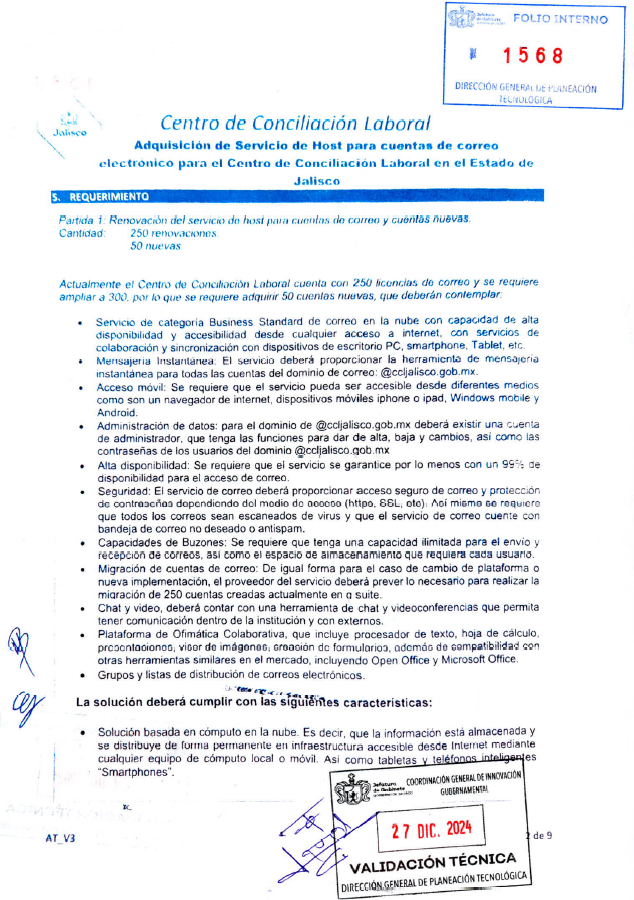 Jefatura de Gabinete
FOLIO INTERNO
1568
DIRECCIÓN GENERAL DE PLANEACIÓN
TECNOLÓGICA
Jalisco
Centro de Conciliación Laboral
Adquisición de Servicio de Host para cuentas de correo
electrónico para el Centro de Conciliación Laboral en el Estado de
Jalisco
5. REQUERIMIENTO
Partida 1: Renovación del servicio de host para cuentas de correo y cuentas nuevas.
Cantidad: 250 renovaciones.
50 nuevas
Actualmente el Centro de Conciliación Laboral cuenta con 250 licencias de correo y se requiere
ampliar a 300, por lo que se requiere adquirir 50 cuentas nuevas, que deberán contemplar:
• Servicio de categoría Business Standard de correo en la nube con capacidad de alta
disponibilidad y accesibilidad desde cualquier acceso a internet, con servicios de
colaboración y sincronización con dispositivos de escritorio PC, smartphone, Tablet, etc.
• Mensajería Instantánea: El servicio deberá proporcionar la herramienta de mensajería
instantánea para todas las cuentas del dominio de correo: @ccljalisco.gob.mx.
• Acceso móvil: Se requiere que el servicio pueda ser accesible desde diferentes medios
como son un navegador de internet, dispositivos móviles iphone o ipad, Windows mobile y
Android.
• Administración de datos: para el dominio de @ccljalisco.gob.mx deberá existir una cuenta
de administrador, que tenga las funciones para dar de alta, baja y cambios, así como las
contraseñas de los usuarios del dominio @ccljalisco.gob.mx
• Alta disponibilidad: Se requiere que el servicio se garantice por lo menos con un 99% de
disponibilidad para el acceso de correo.
• Seguridad: El servicio de correo deberá proporcionar acceso seguro de correo y protección
de contraseñas dependiendo del medio de acceso (https, SSL, etc). Así mismo se requiere
que todos los correos sean escaneados de virus y que el servicio de correo cuente con
bandeja de correo no deseado o antispam.
• Capacidades de Buzones: Se requiere que tenga una capacidad ilimitada para el envío y
recepción de correos, así como el espacio de almacenamiento que requiera cada usuario.
• Migración de cuentas de correo: De igual forma para el caso de cambio de plataforma o
nueva implementación, el proveedor del servicio deberá prever lo necesario para realizar la
migración de 250 cuentas creadas actualmente en g suite.
• Chat y video, deberá contar con una herramienta de chat y videoconferencias que permita
tener comunicación dentro de la institución y con externos.
• Plataforma de Ofimática Colaborativa, que incluye procesador de texto, hoja de cálculo,
presentaciones, visor de imágenes, creación de formularios, además de compatibilidad con
otras herramientas similares en el mercado, incluyendo Open Office y Microsoft Office.
• Grupos y listas de distribución de correos electrónicos.
La solución deberá cumplir con las siguientes características:
• Solución basada en cómputo en la nube. Es decir, que la información está almacenada y
se distribuye de forma permanente en infraestructura accesible desde Internet mediante
cualquier equipo de cómputo local o móvil. Así como tabletas y teléfonos inteligentes
"Smartphones".
Jefatura de Gabinete
COORDINACIÓN GENERAL DE INNOVACIÓN
GUBERNAMENTAL
27 DIC. 2024
VALIDACIÓN TÉCNICA
DIRECCIÓN GENERAL DE PLANEACIÓN TECNOLÓGICA
AT_V3
2 de 9